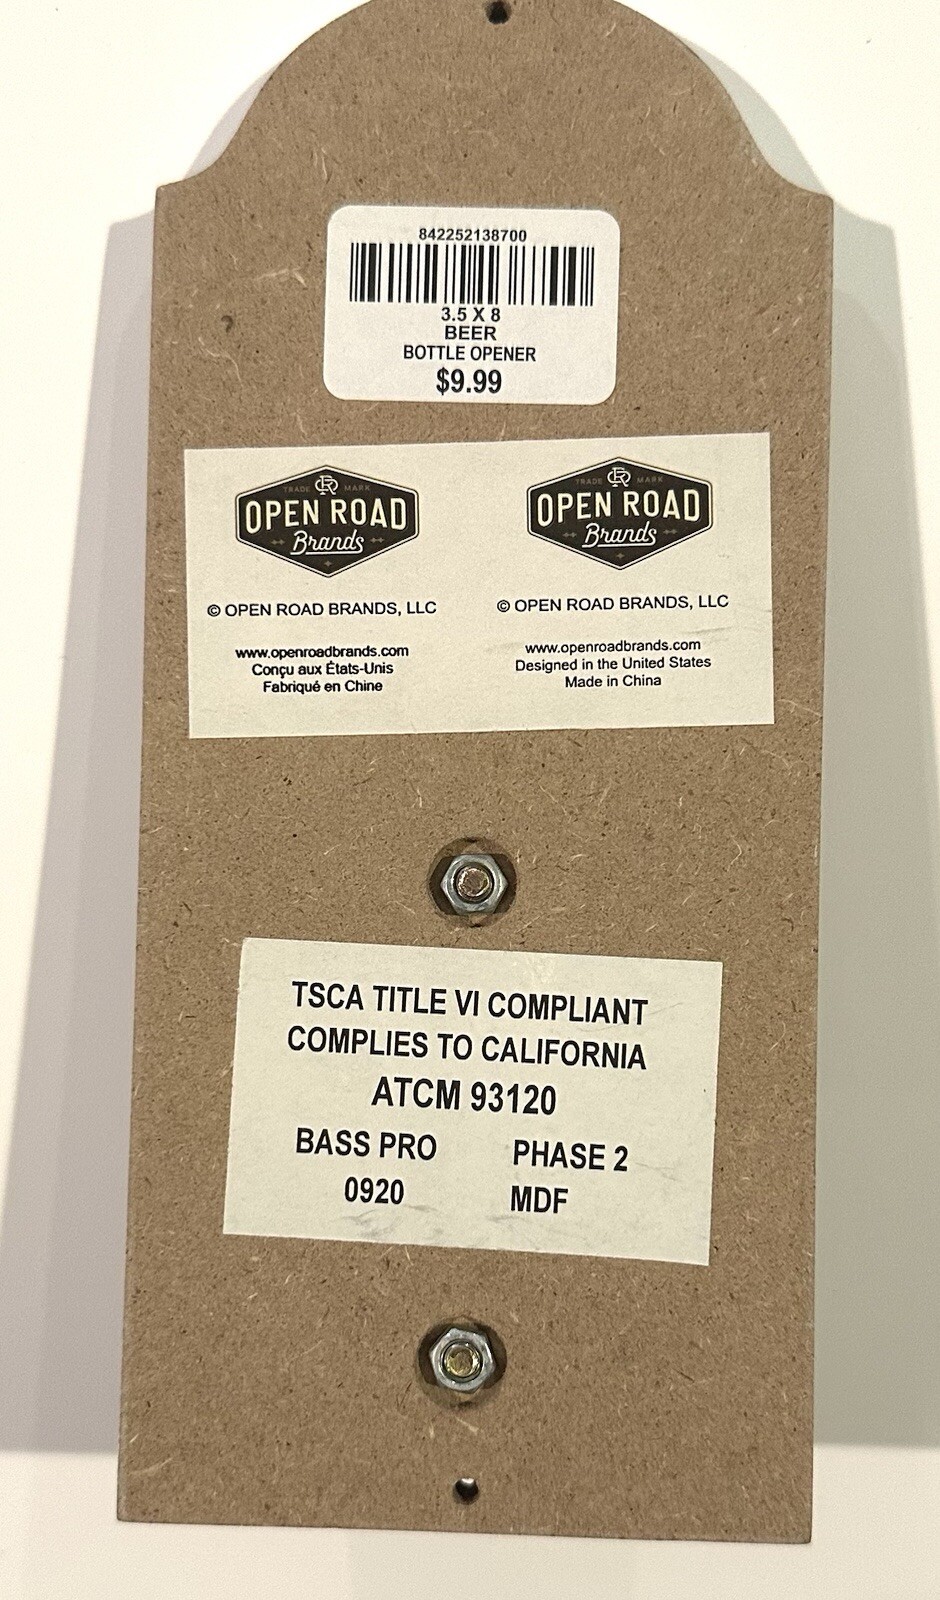 842252138700
3.5 X 8
BEER
BOTTLE OPENER
$9.99
TRADE MARK
OPEN ROAD
Brands
© OPEN ROAD BRANDS, LLC
www.openroadbrands.com
Conçu aux États-Unis
Fabriqué en Chine
TRADE MARK
OPEN ROAD
Brands
© OPEN ROAD BRANDS, LLC
www.openroadbrands.com
Designed in the United States
Made in China
TSCA TITLE VI COMPLIANT
COMPLIES TO CALIFORNIA
ATCM 93120
BASS PRO PHASE 2
0920 MDF